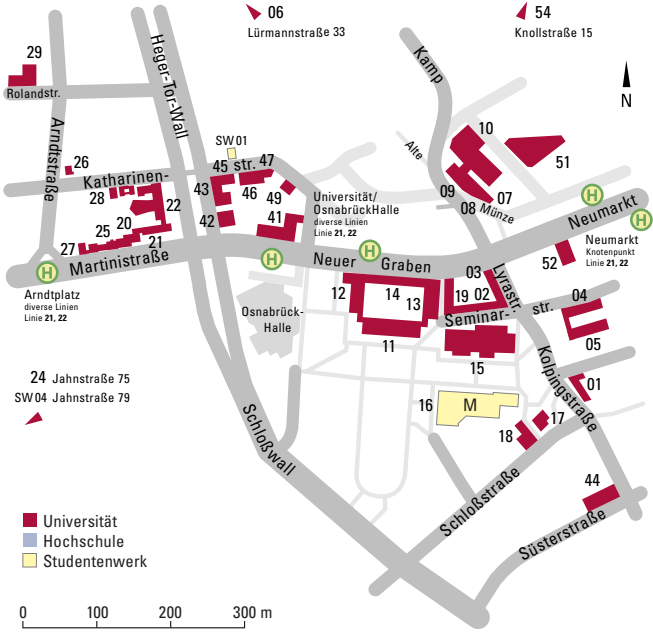 06
Lürmannstraße 33
54
Knollstraße 15
29
Rolandstr.
Arndtstraße
Heger-Tor-Wall
Kamp
N
SW 01
10
Alte
51
26
Katharinen-
45 str. 47
28
43
46
49
22
42
41
20
25
27
21
Martinistraße
Universität/
OsnabrückHalle
diverse Linien
Linie 21, 22
09
07
08 Münze
Neumarkt
H
H
H
H
H
Neumarkt
Knotenpunkt
Linie 21, 22
52
Arndtplatz
diverse Linien
Linie 21, 22
Neuer Graben
03
Lyrastr.
12
14
13
19
02
04
Seminar- str.
Osnabrück-
Halle
11
15
05
Kolpingstraße
24 Jahnstraße 75
SW 04 Jahnstraße 79
01
16
M
17
18
Schloßwall
Schloßstraße
44
Süsterstraße
Universität
Hochschule
Studentenwerk
0 100 200 300 m